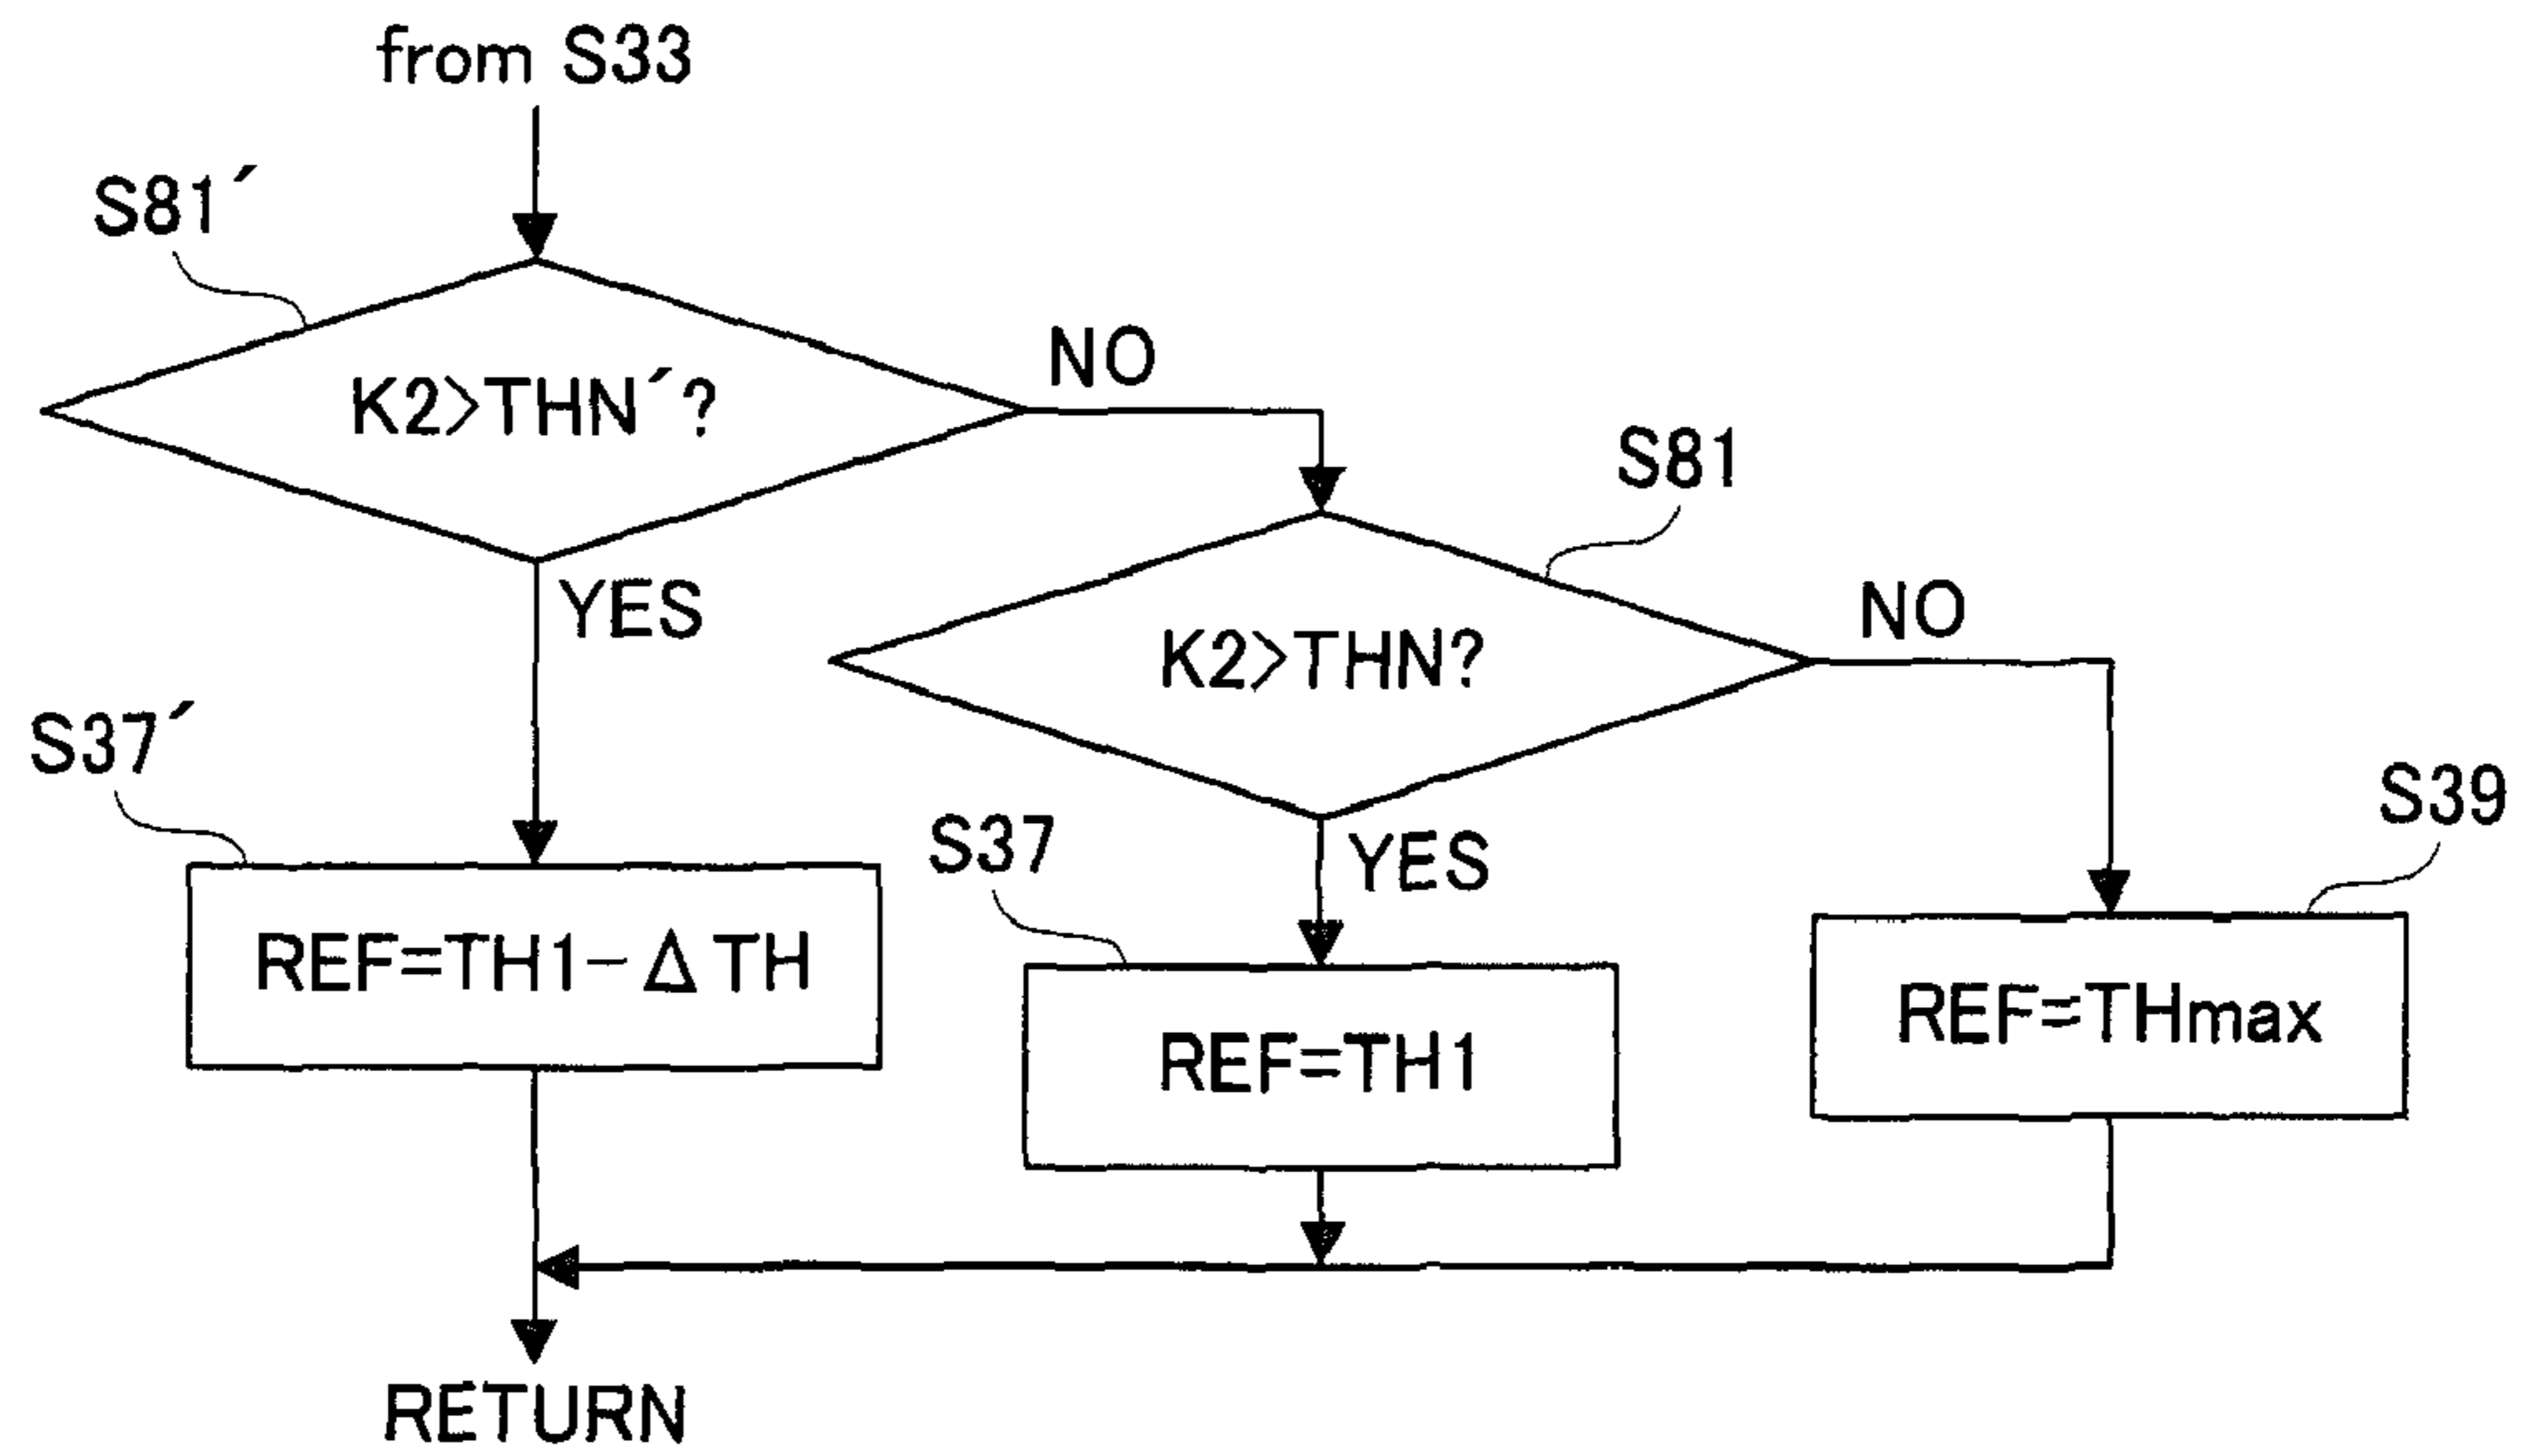 from S33
S81´
K2>THN´?
NO
YES
S81
K2>THN?
NO
YES
S37´
REF=TH1-ΔTH
S37
REF=TH1
S39
REF=THmax
RETURN